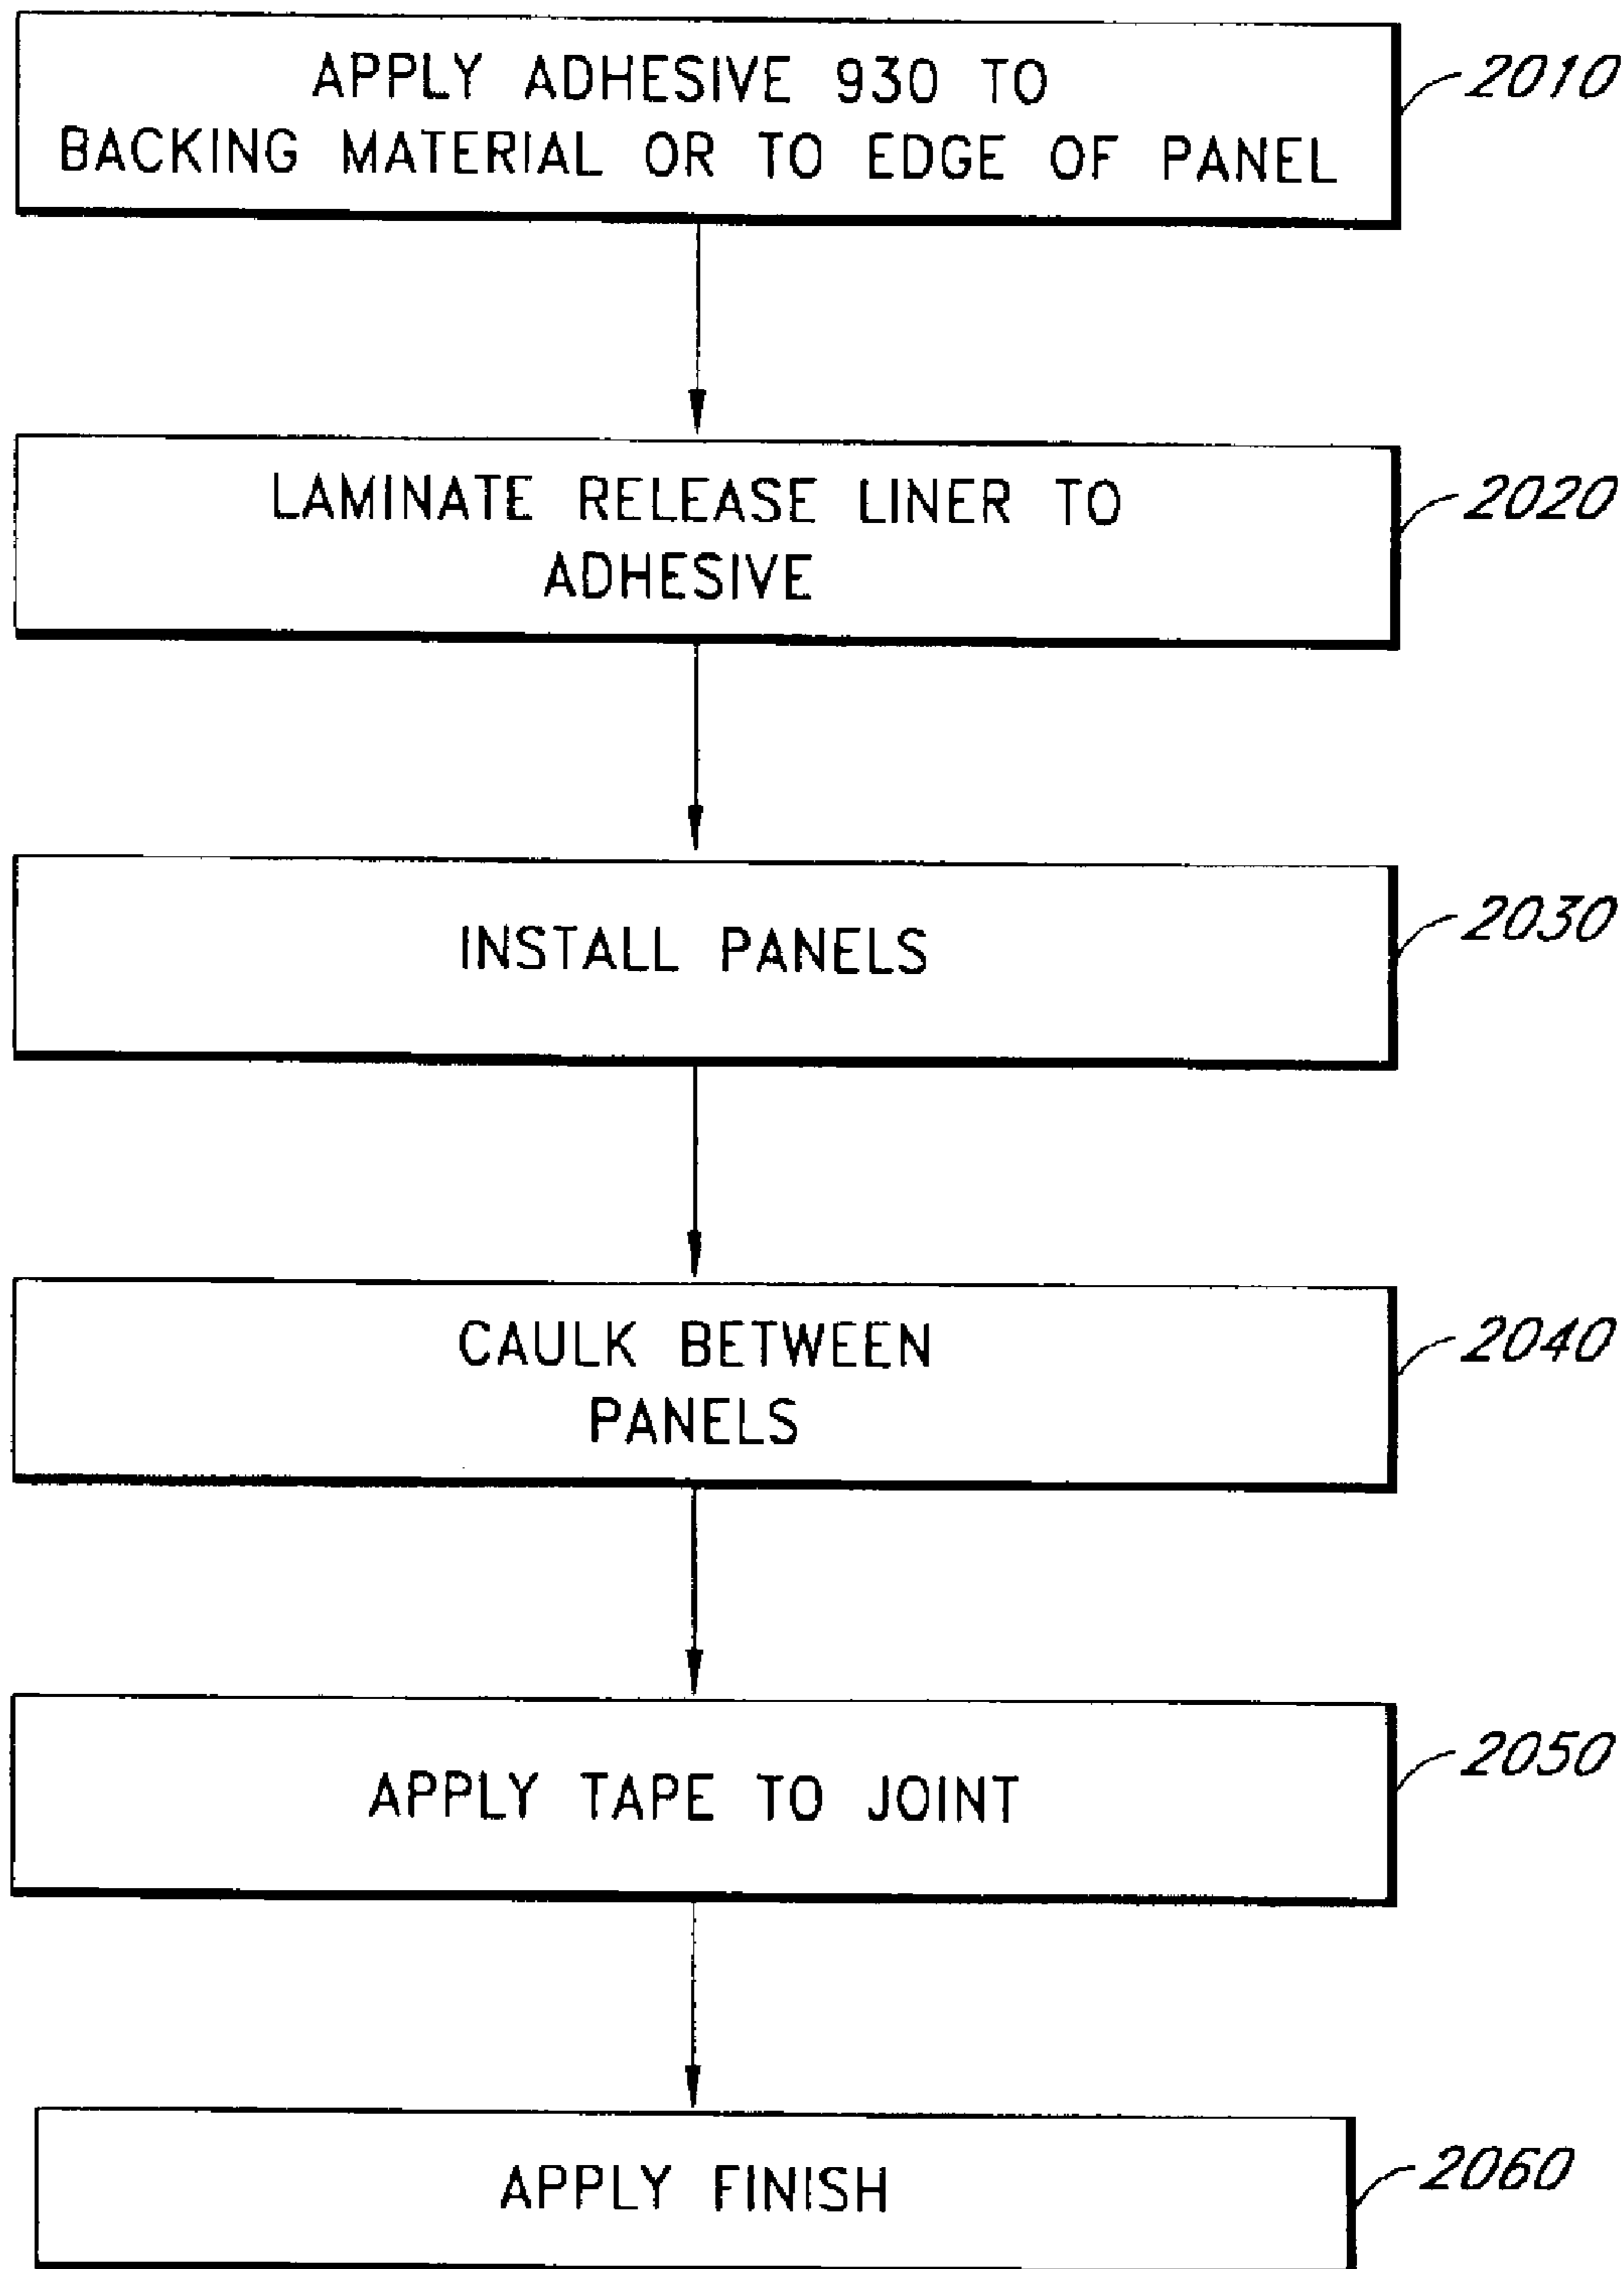 APPLY ADHESIVE 930 TO
BACKING MATERIAL OR TO EDGE OF PANEL
2010
LAMINATE RELEASE LINER TO
ADHESIVE
2020
INSTALL PANELS
2030
CAULK BETWEEN
PANELS
2040
APPLY TAPE TO JOINT
2050
APPLY FINISH
2060